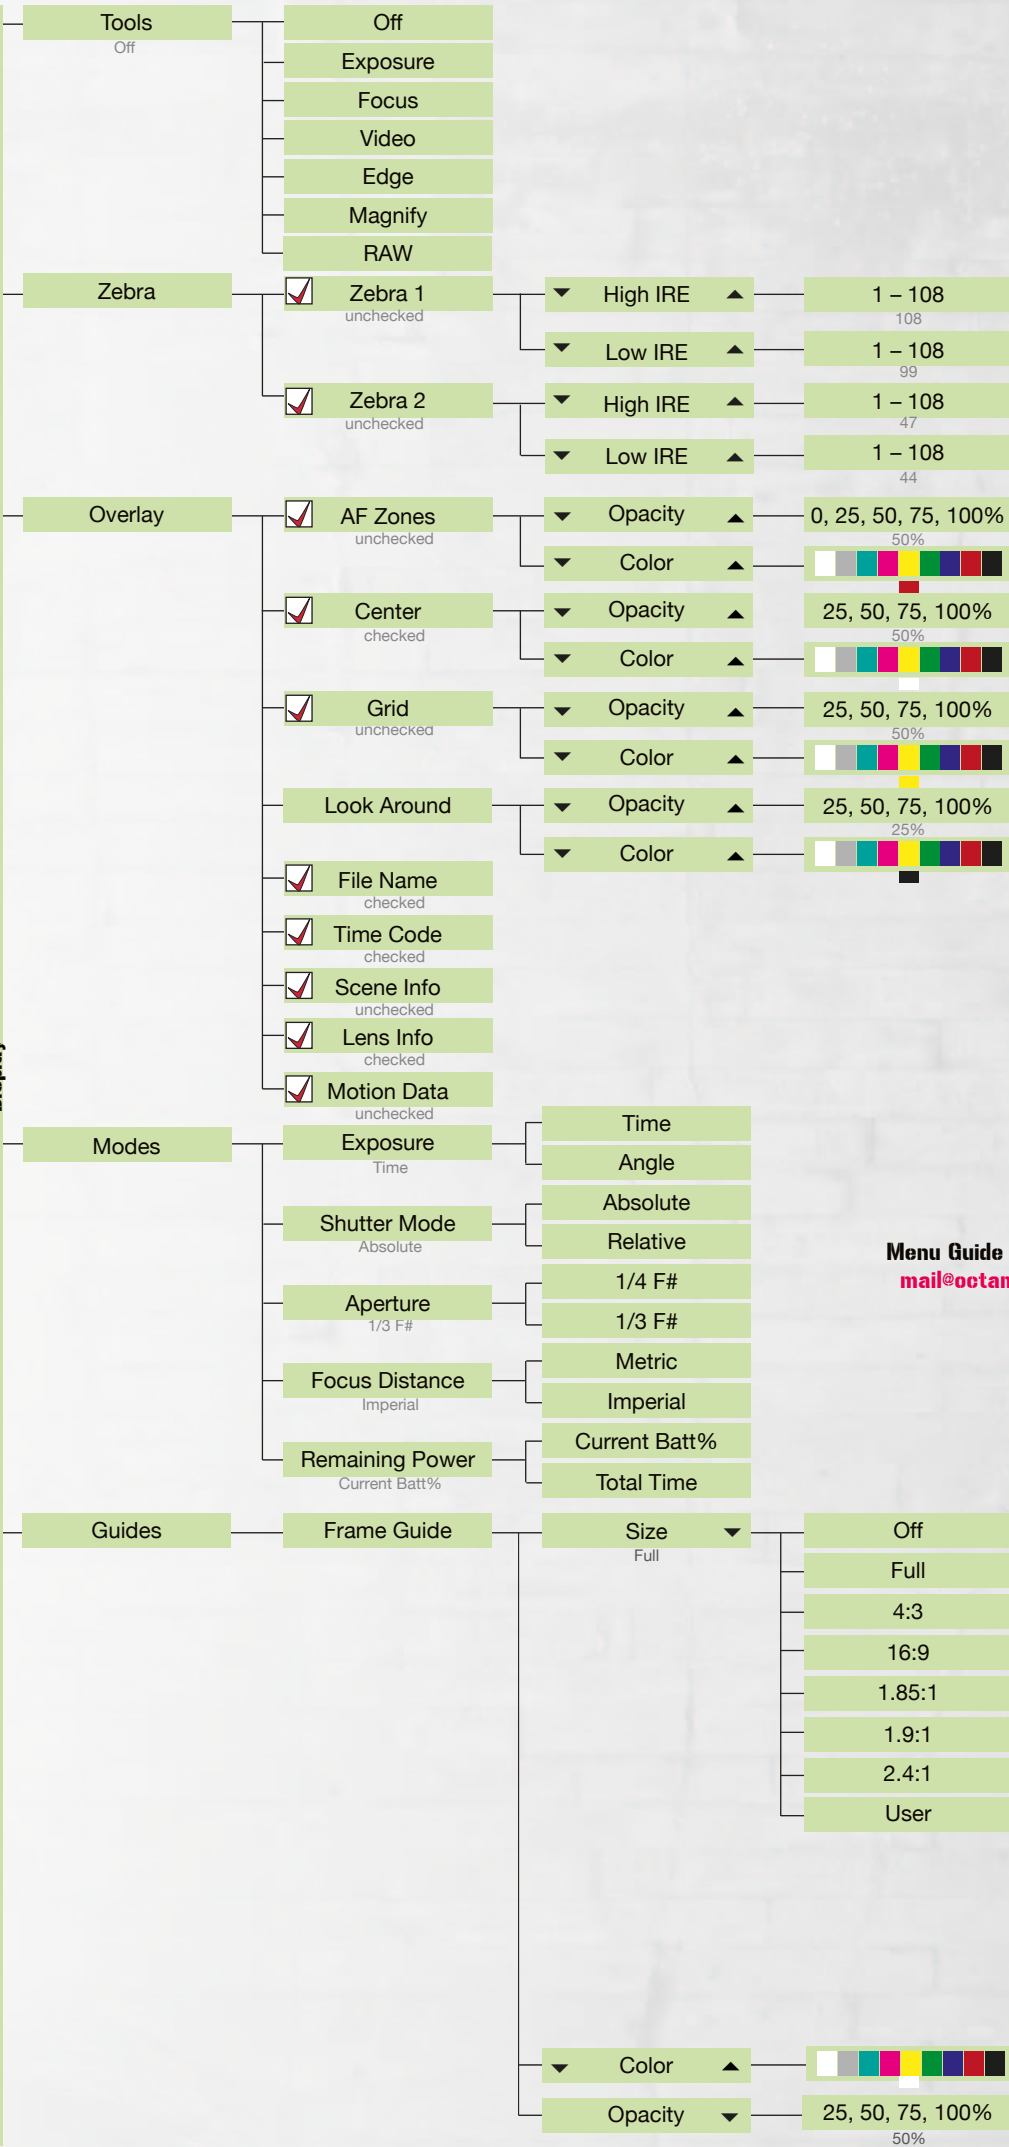 Tools
Off
Off
Exposure
Focus
Video
Edge
Magnify
RAW
Zebra
Zebra 1
unchecked
High IRE
1 – 108
108
Low IRE
1 – 108
99
Zebra 2
unchecked
High IRE
1 – 108
47
Low IRE
1 – 108
44
Overlay
AF Zones
unchecked
Opacity
0, 25, 50, 75, 100%
50%
Color
Center
checked
Opacity
25, 50, 75, 100%
50%
Color
Grid
unchecked
Opacity
25, 50, 75, 100%
50%
Color
Look Around
Opacity
25, 50, 75, 100%
25%
Color
File Name
checked
Time Code
checked
Scene Info
unchecked
Lens Info
checked
Motion Data
unchecked
Modes
Exposure
Time
Time
Angle
Shutter Mode
Absolute
Absolute
Relative
Aperture
1/3 F#
1/4 F#
1/3 F#
Focus Distance
Imperial
Metric
Imperial
Remaining Power
Current Batt%
Current Batt%
Total Time
Menu Guide
mail@octam
Guides
Frame Guide
Size
Full
Off
Full
4:3
16:9
1.85:1
1.9:1
2.4:1
User
Color
Opacity
25, 50, 75, 100%
50%